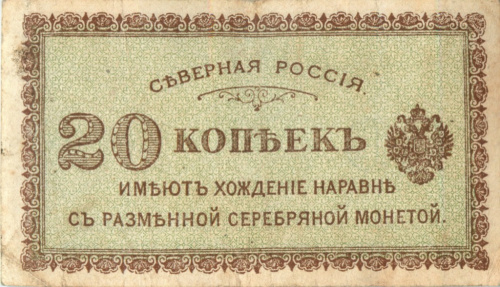 СѢВЕРНАЯ РОССІЯ.
20 КОПѢЕКЪ
ИМѢЮТЪ ХОЖДЕНІЕ НАРАВНѢ
СЪ РАЗМѢННОЙ СЕРЕБРЯНОЙ МОНЕТОЙ.